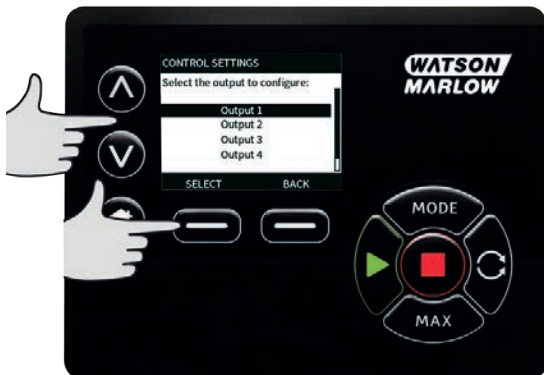 CONTROL SETTINGS
Select the output to configure:
Output 1
Output 2
Output 3
Output 4
SELECT BACK
WATSON
MARLOW
MODE
MAX